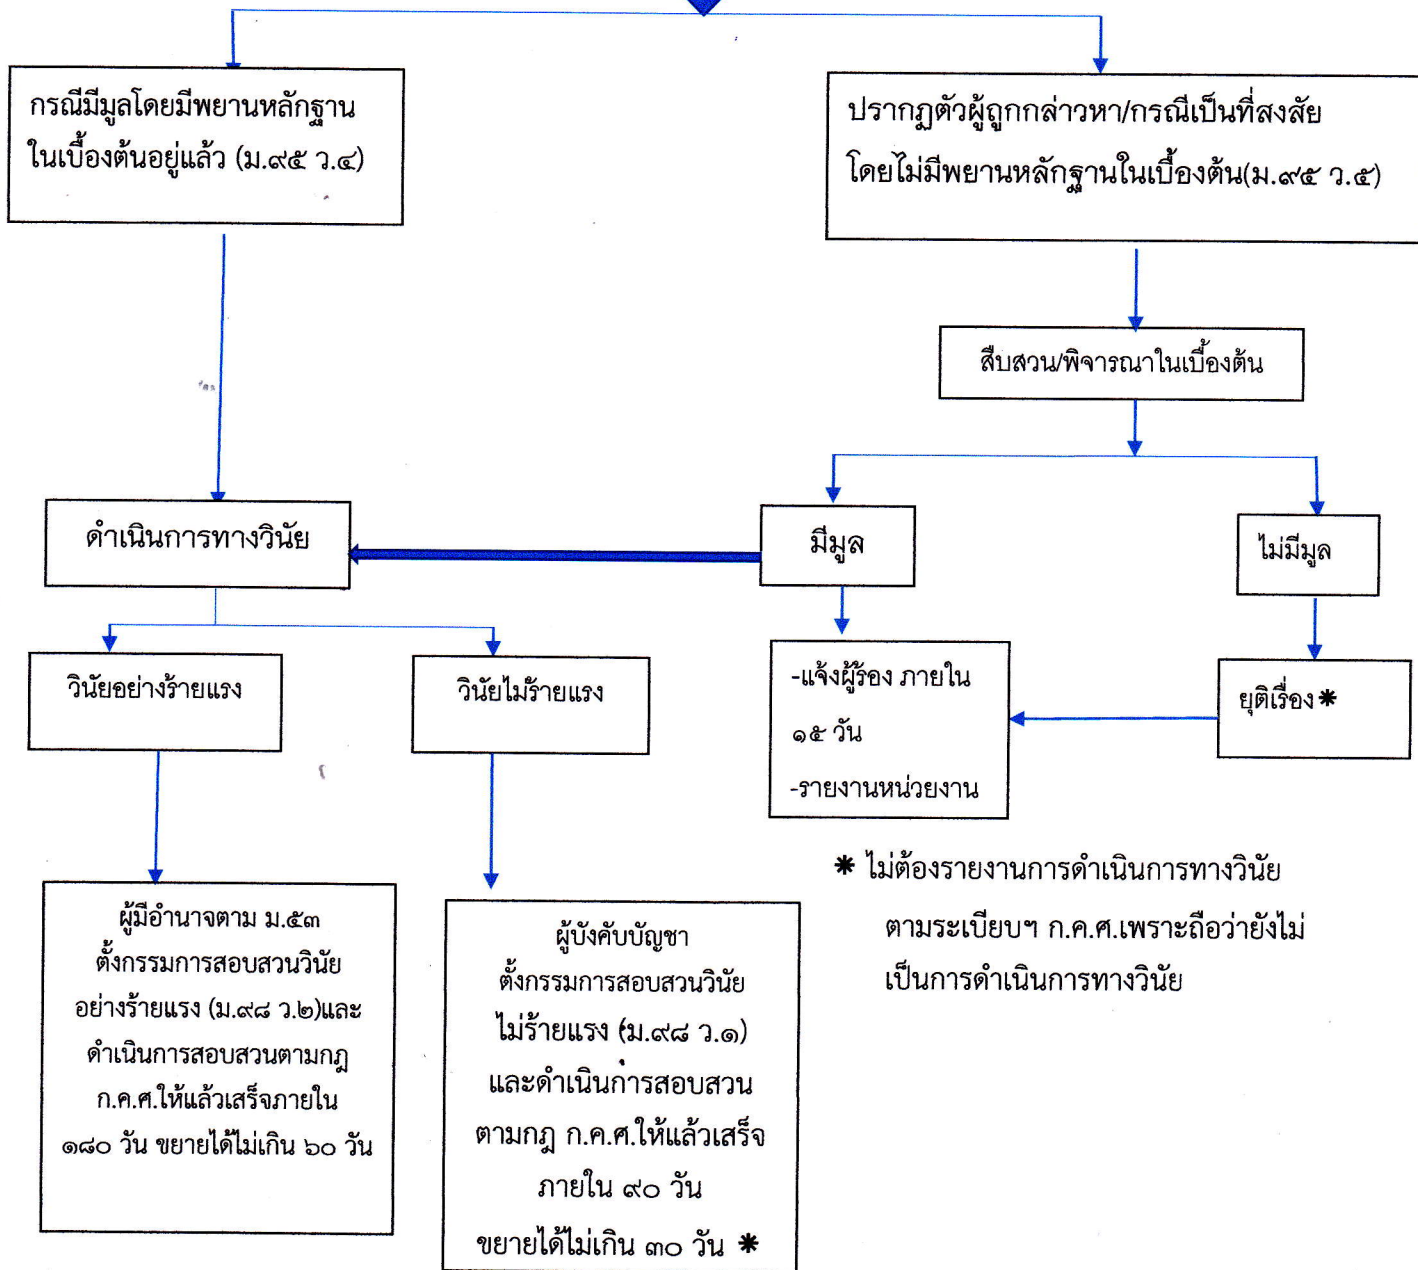 กรณีมีมูลโดยมีพยานหลักฐาน
ในเบื้องต้นอยู่แล้ว (ม.๙๕ ว.๔)
ปรากฏตัวผู้ถูกกล่าวหา/กรณีเป็นที่สงสัย
โดยไม่มีพยานหลักฐานในเบื้องต้น(ม.๙๕ ว.๕)
สืบสวน/พิจารณาในเบื้องต้น
ดำเนินการทางวินัย
มีมูล
ไม่มีมูล
วินัยอย่างร้ายแรง
วินัยไม่ร้ายแรง
-แจ้งผู้ร้อง ภายใน
๑๕ วัน
-รายงานหน่วยงาน
ยุติเรื่อง *
ผู้มีอำนาจตาม ม.๕๓
ตั้งกรรมการสอบสวนวินัย
อย่างร้ายแรง (ม.๙๘ ว.๒)และ
ดำเนินการสอบสวนตามกฎ
ก.ค.ศ.ให้แล้วเสร็จภายใน
๑๘๐ วัน ขยายได้ไม่เกิน ๖๐ วัน
ผู้บังคับบัญชา
ตั้งกรรมการสอบสวนวินัย
ไม่ร้ายแรง (ม.๙๘ ว.๑)
และดำเนินการสอบสวน
ตามกฎ ก.ค.ศ.ให้แล้วเสร็จ
ภายใน ๙๐ วัน
ขยายได้ไม่เกิน ๓๐ วัน *
* ไม่ต้องรายงานการดำเนินการทางวินัย
ตามระเบียบฯ ก.ค.ศ.เพราะถือว่ายังไม่
เป็นการดำเนินการทางวินัย